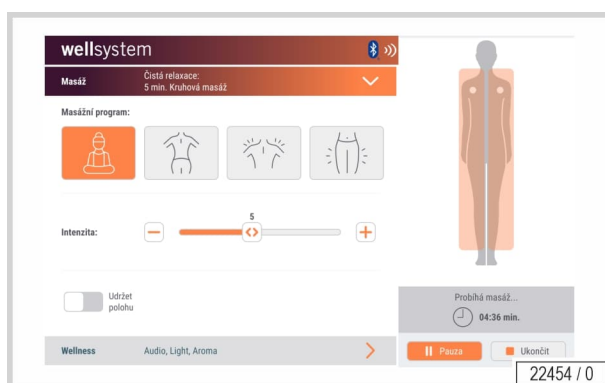 wellsystem
Masáž
Čistá relaxace:
5 min. Kruhová masáž
Masážní program:
5
Intenzita:
Udržet
polohu
Wellness
Audio, Light, Aroma
Probíhá masáž...
04:36 min.
Pauza
Ukončit
22454 / 0